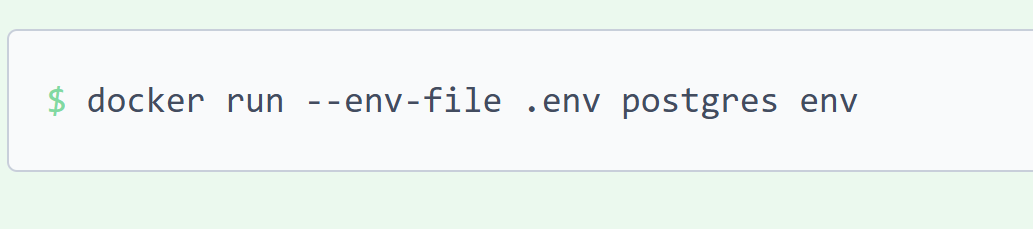 $ docker run --env-file .env postgres env